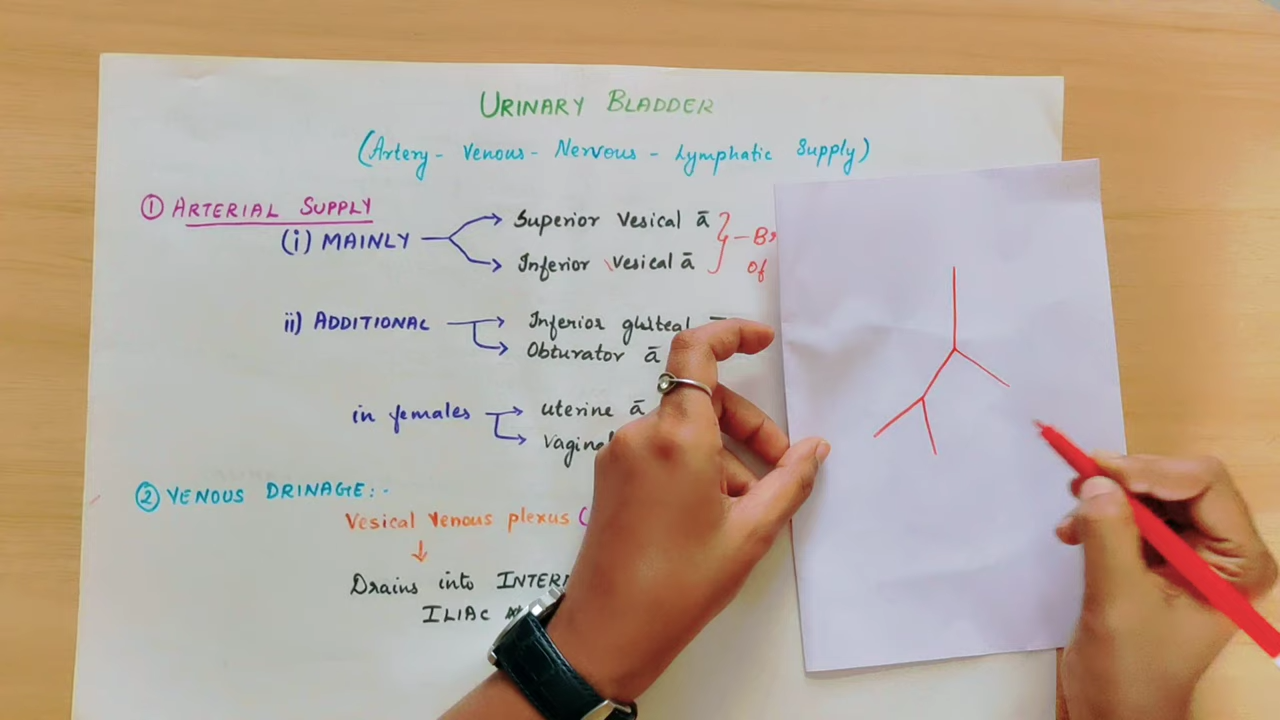 URINARY BLADDER
(Artery - Venous - Nervous - Lymphatic Supply)
① ARTERIAL SUPPLY
(i) MAINLY
Superior Vesical ā
Inferior Vesical ā
Of
ii) ADDITIONAL
Inferior gluteal
Obturator ā
in females
uterine ā
② VENOUS DRINAGE:-
Vesical Venous plexus (
Drains into
ILIAC